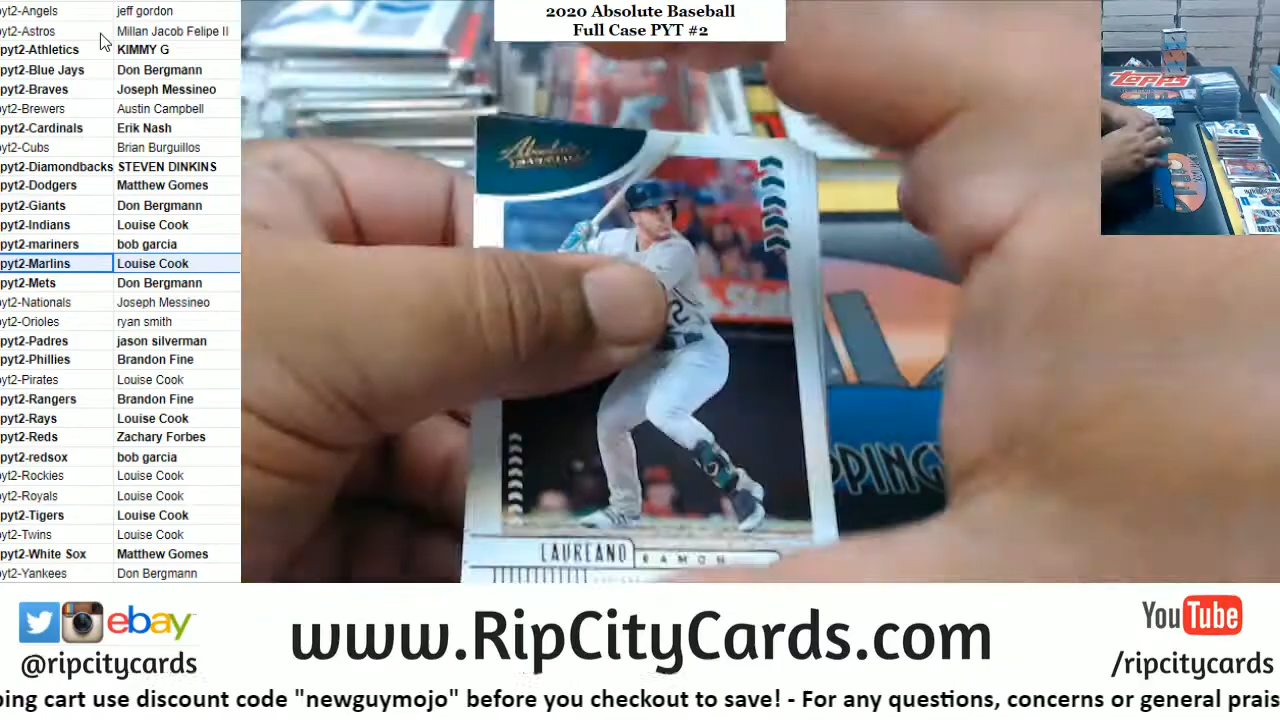 yt2-Angels jeff gordon
yt2-Astros Millan Jacob Felipe II
pyt2-Athletics KIMMY G
pyt2-Blue Jays Don Bergmann
pyt2-Braves Joseph Messineo
yt2-Brewers Austin Campbell
pyt2-Cardinals Erik Nash
yt2-Cubs Brian Burguillos
pyt2-Diamondbacks STEVEN DINKINS
pyt2-Dodgers Matthew Gomes
pyt2-Giants Don Bergmann
pyt2-Indians Louise Cook
pyt2-mariners bob garcia
pyt2-Marlins Louise Cook
pyt2-Mets Don Bergmann
yt2-Nationals Joseph Messineo
yt2-Orioles ryan smith
pyt2-Padres jason silverman
pyt2-Phillies Brandon Fine
yt2-Pirates Louise Cook
pyt2-Rangers Brandon Fine
pyt2-Rays Louise Cook
pyt2-Reds Zachary Forbes
pyt2-redsox bob garcia
yt2-Rockies Louise Cook
yt2-Royals Louise Cook
pyt2-Tigers Louise Cook
yt2-Twins Louise Cook
pyt2-White Sox Matthew Gomes
yt2-Yankees Don Bergmann
2020 Absolute Baseball
Full Case PYT #2
Absolute
LAUREANO RAMON
2
PPING
TOPPS
ebay
@ripcitycards
www.RipCityCards.com
YouTube
/ripcitycards
ping cart use discount code "newguymojo" before you checkout to save! - For any questions, concerns or general prais